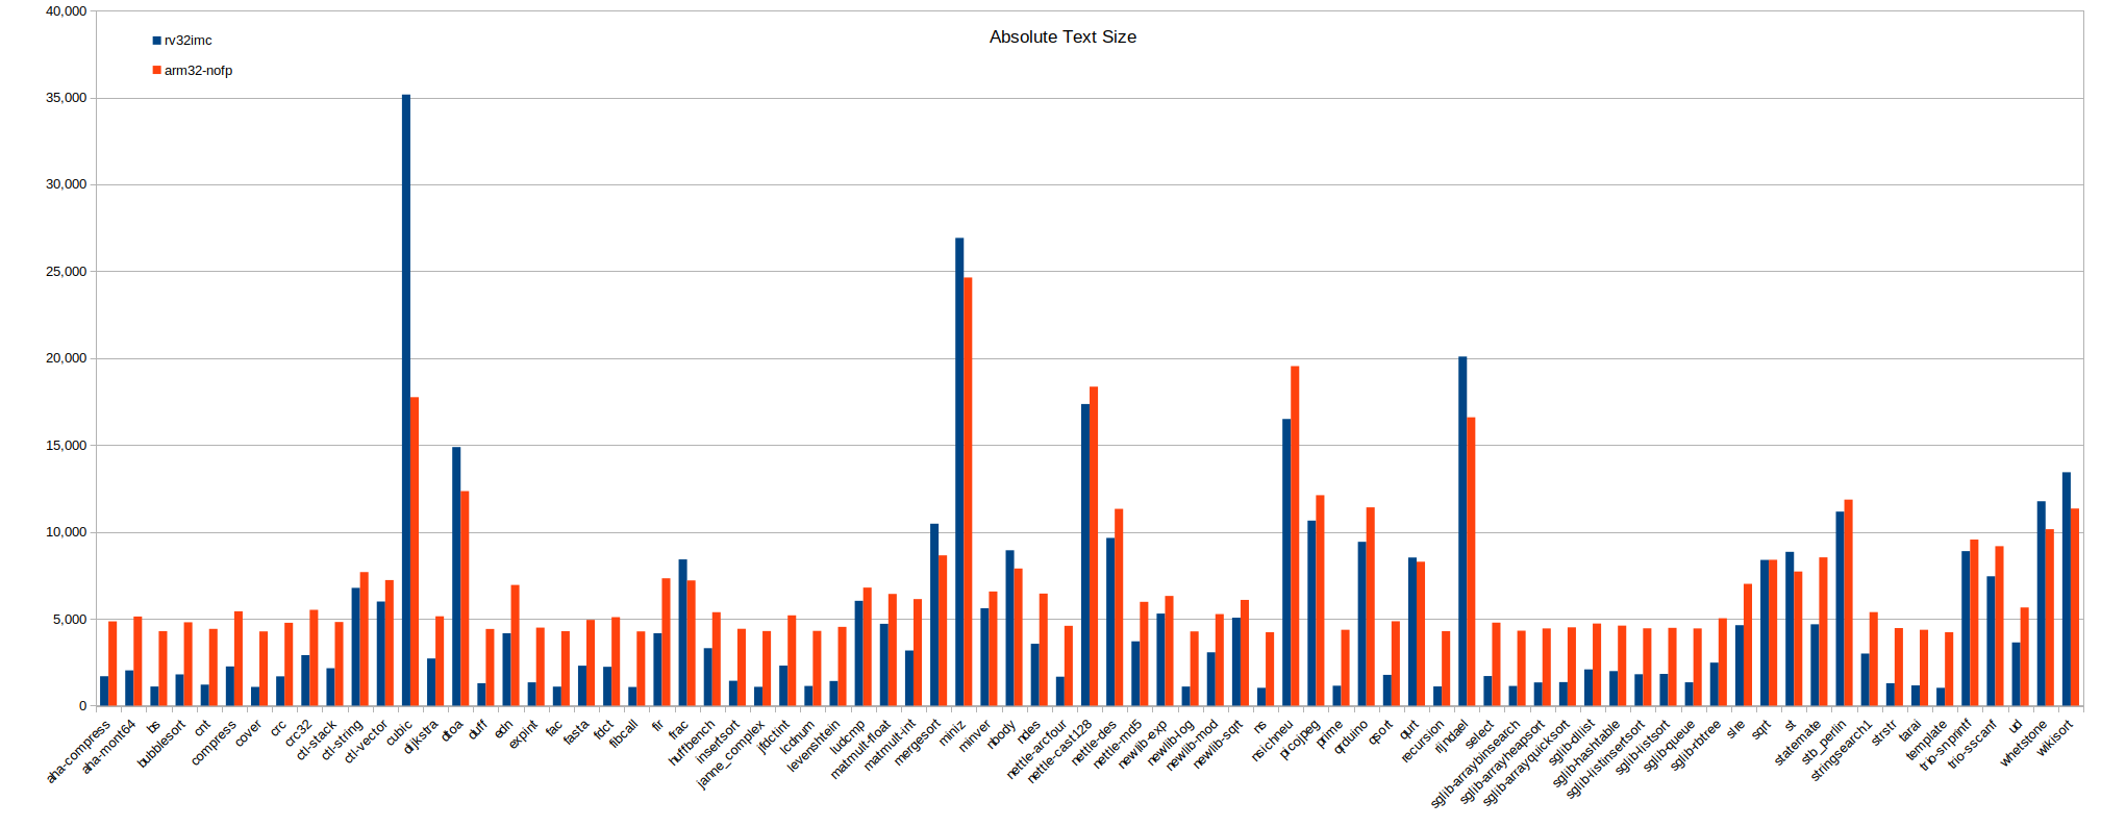 Absolute Text Size
rv32imc
arm32-nofp
40,000
35,000
30,000
25,000
20,000
15,000
10,000
5,000
0
aha-compress
aha-mont64
bs
bubblesort
cnt
compress
cover
crc
crc32
ctl-stack
ctl-string
ctl-vector
cubic
dijkstra
dtoa
duff
edn
expint
fac
fasta
fdct
fibcall
fir
frac
huffbench
insertsort
janne_complex
jfdctint
lcdnum
levenshtein
ludcmp
matmult-float
matmult-int
mergesort
miniz
minver
nbody
ndes
nettle-arcfour
nettle-cast128
nettle-des
nettle-md5
newlib-exp
newlib-log
newlib-mod
newlib-sqrt
ns
nsichneu
picojpeg
prime
qrduino
qsort
qurt
recursion
rijndael
select
sglib-arraybinsearch
sglib-arrayheapsort
sglib-arrayquicksort
sglib-dllist
sglib-hashtable
sglib-listinsertsort
sglib-listsort
sglib-queue
sglib-rbtree
slre
sqrt
st
statemate
stb_perlin
stringsearch1
strstr
tarai
template
trio-snprintf
trio-sscanf
ud
whetstone
wikisort